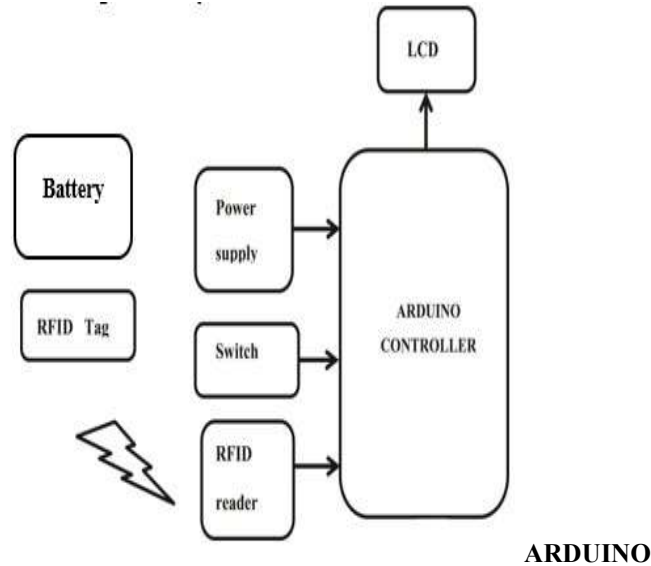 LCD
Battery
Power
supply
RFID Tag
ARDUINO
CONTROLLER
Switch
RFID
reader
ARDUINO